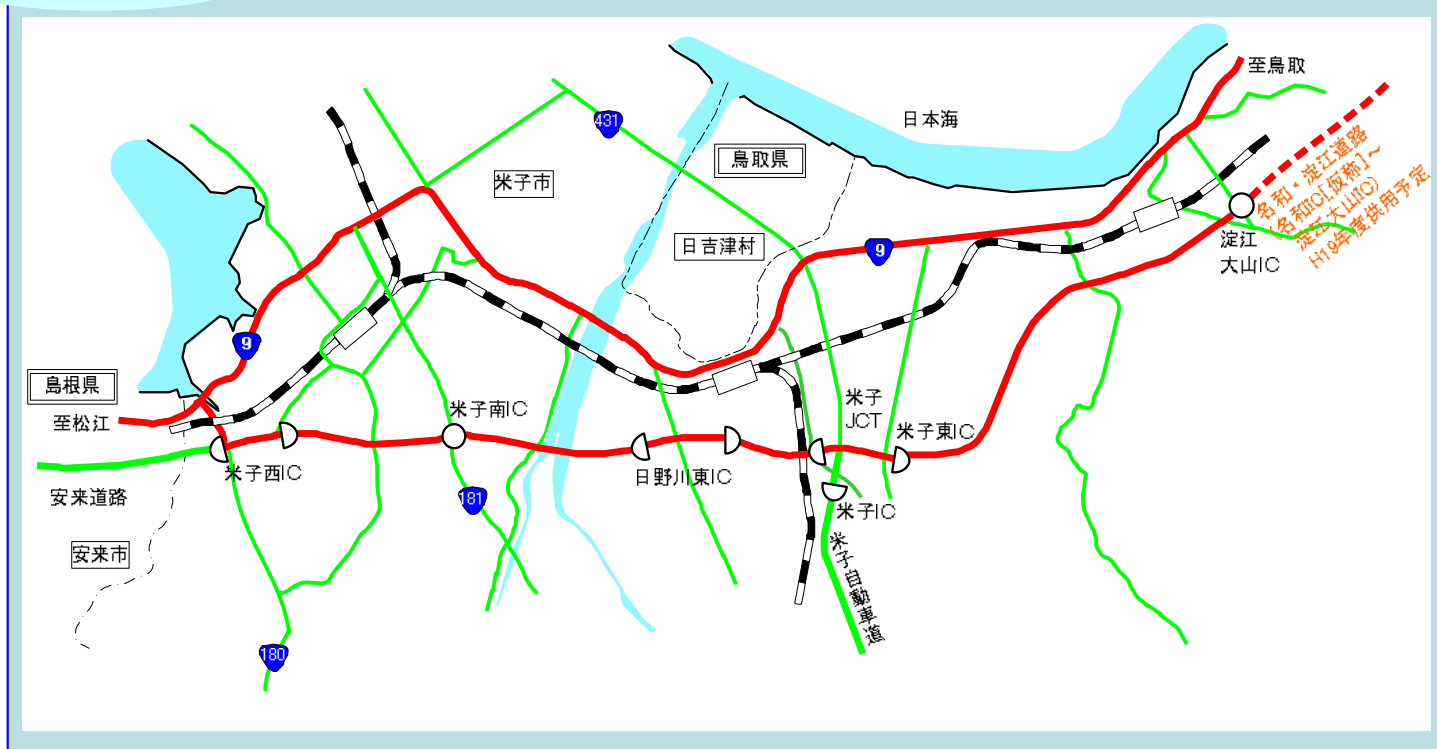 至鳥取
431
日本海
鳥取県
米子市
名和・淀江道路
(名和IC[仮称]~
淀江大山IC)
H19年度供用予定
日吉津村
9
淀江
大山IC
9
島根県
至松江
米子南IC
米子
JCT
米子東IC
米子西IC
日野川東IC
安来道路
181
米子IC
安来市
米子自動車道
180